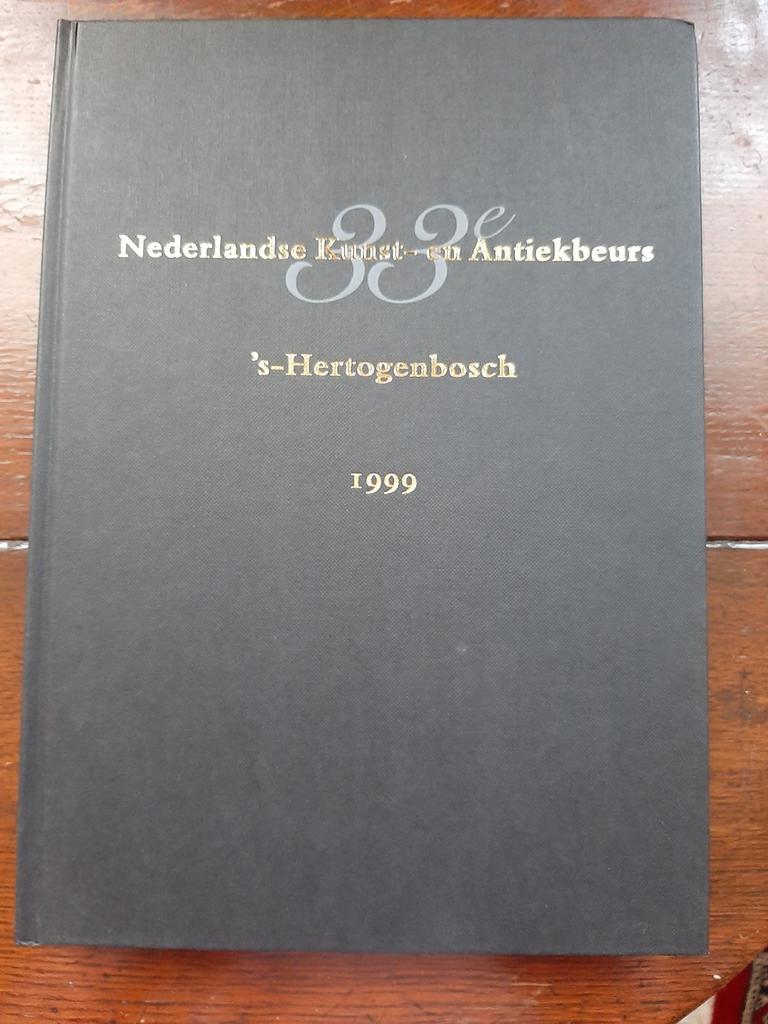 33e
Nederlandse Kunst- en Antiekbeurs
's-Hertogenbosch
1999